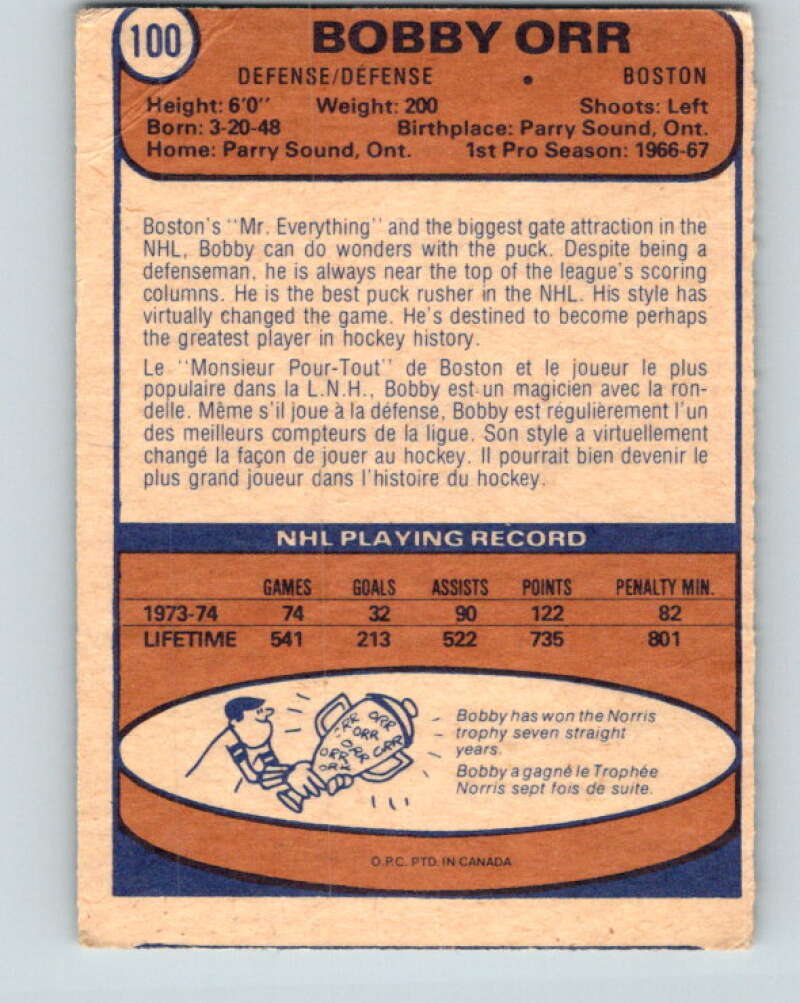 100
BOBBY ORR
DEFENSE/DÉFENSE • BOSTON
Height: 6'0" Weight: 200 Shoots: Left
Born: 3-20-48 Birthplace: Parry Sound, Ont.
Home: Parry Sound, Ont. 1st Pro Season: 1966-67
Boston's "Mr. Everything" and the biggest gate attraction in the
NHL, Bobby can do wonders with the puck. Despite being a
defenseman, he is always near the top of the league's scoring
columns. He is the best puck rusher in the NHL. His style has
virtually changed the game. He's destined to become perhaps
the greatest player in hockey history.
Le "Monsieur Pour-Tout" de Boston et le joueur le plus
populaire dans la L.N.H., Bobby est un magicien avec la ron-
delle. Même s'il joue à la défense, Bobby est régulièrement l'un
des meilleurs compteurs de la ligue. Son style a virtuellement
changé la façon de jouer au hockey. Il pourrait bien devenir le
plus grand joueur dans l'histoire du hockey.
NHL PLAYING RECORD
GAMES GOALS ASSISTS POINTS PENALTY MIN.
1973-74 74 32 90 122 82
LIFETIME 541 213 522 735 801
ORR ORR
ORR
ORR ORR
ORR
ORR
Bobby has won the Norris
trophy seven straight
years.
Bobby a gagné le Trophée
Norris sept fois de suite.
O.P.C. PTD. IN CANADA